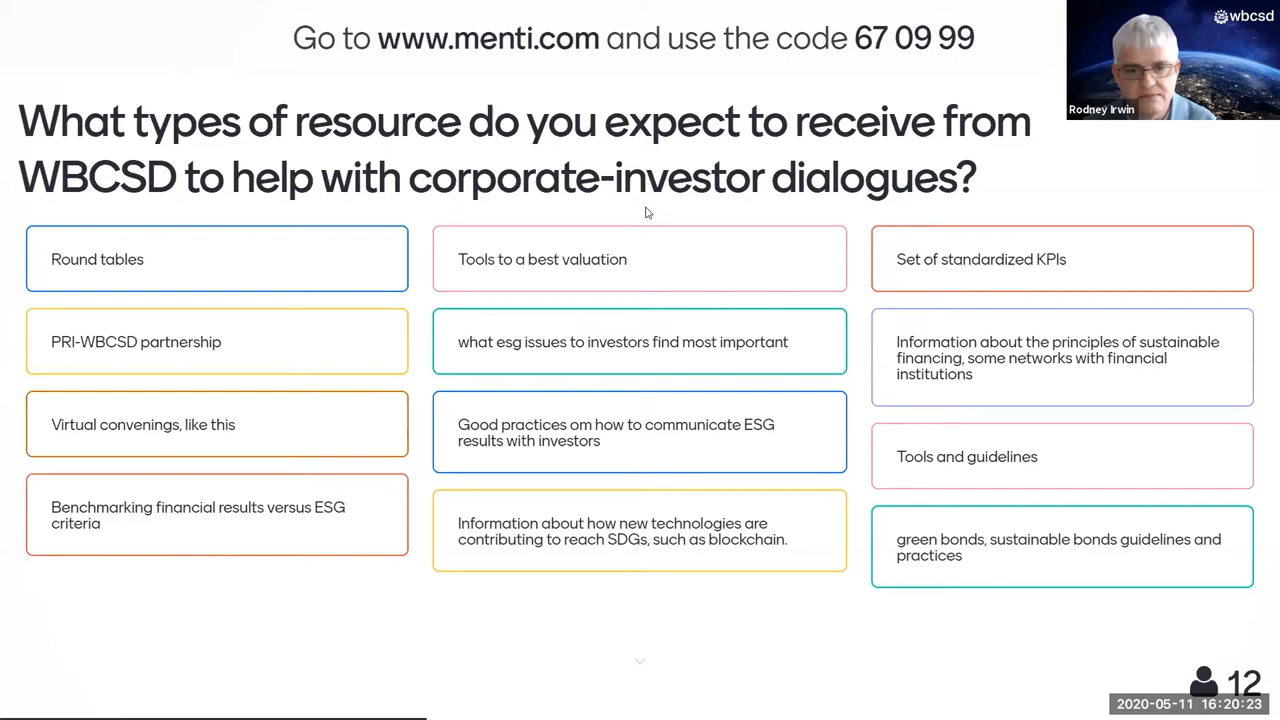 Go to www.menti.com and use the code 67 09 99
wbcsd
Rodney Irwin
What types of resource do you expect to receive from
WBCSD to help with corporate-investor dialogues?
Round tables
PRI-WBCSD partnership
Virtual convenings, like this
Benchmarking financial results versus ESG
criteria
Tools to a best valuation
what esg issues to investors find most important
Good practices om how to communicate ESG
results with investors
Information about how new technologies are
contributing to reach SDGs, such as blockchain.
Set of standardized KPIs
Information about the principles of sustainable
financing, some networks with financial
institutions
Tools and guidelines
green bonds, sustainable bonds guidelines and
practices
12
2020-05-11 16:20:23